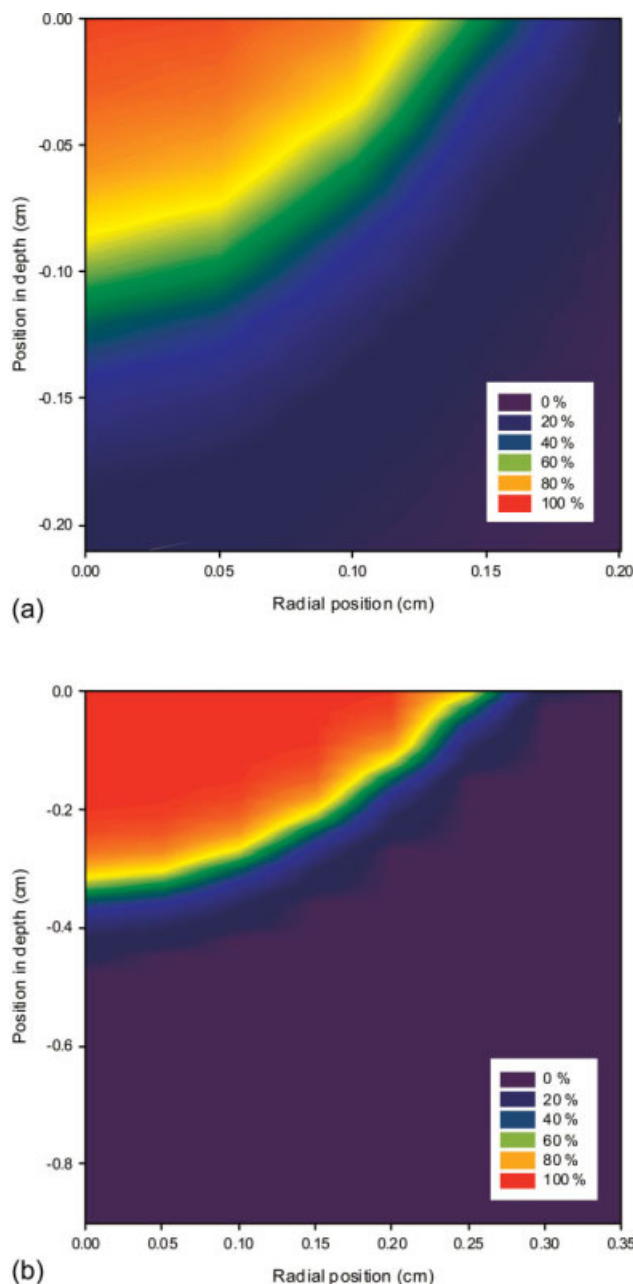 0.00
-0.05
-0.10
-0.15
-0.20
Position in depth (cm)
0 %
20 %
40 %
60 %
80 %
100 %
0.00 0.05 0.10 0.15 0.20
Radial position (cm)
(a)
0.0
-0.2
-0.4
-0.6
-0.8
Position in depth (cm)
0 %
20 %
40 %
60 %
80 %
100 %
0.00 0.05 0.10 0.15 0.20 0.25 0.30 0.35
Radial position (cm)
(b)